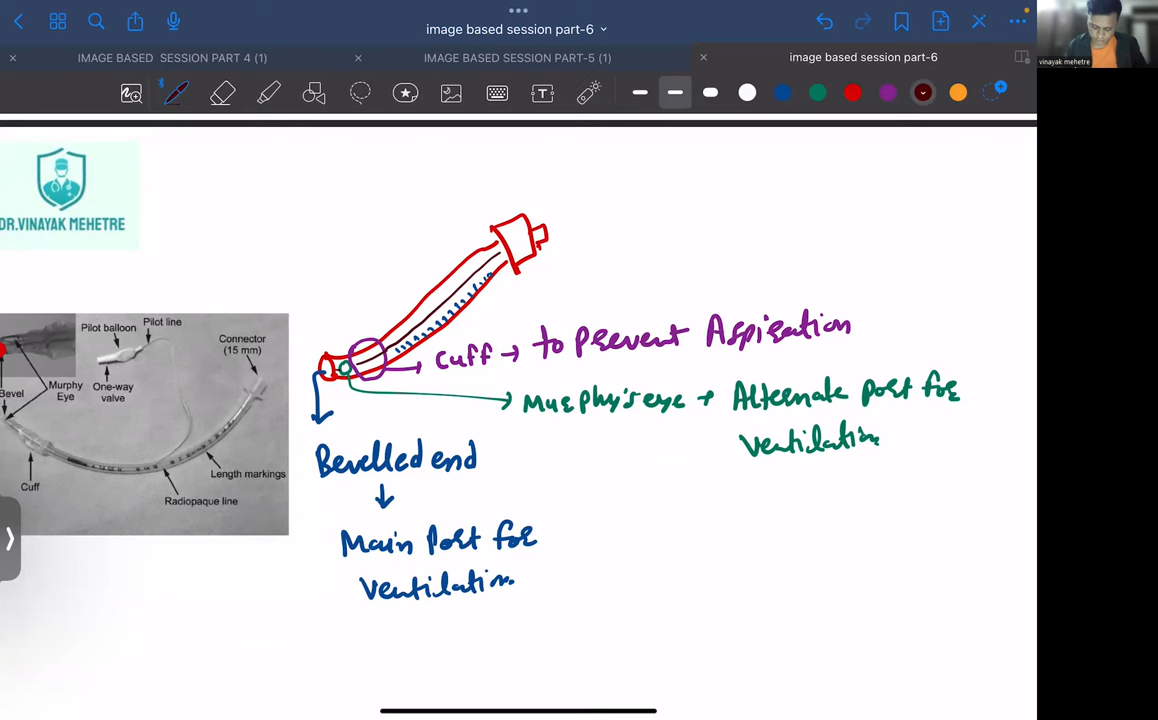 image based session part-6
IMAGE BASED SESSION PART 4 (1)
IMAGE BASED SESSION PART-5 (1)
image based session part-6
vinayak mehetre
DR.VINAYAK MEHETRE
Pilot balloon
Pilot line
Connector
(15 mm)
Bevel
Murphy
Eye
One-way
valve
Cuff
Length markings
Radiopaque line
Cuff → to Prevent Aspiration
Murphy's eye → Alternate port for
ventilation
Bevelled end
↓
Main Port for
ventilation.